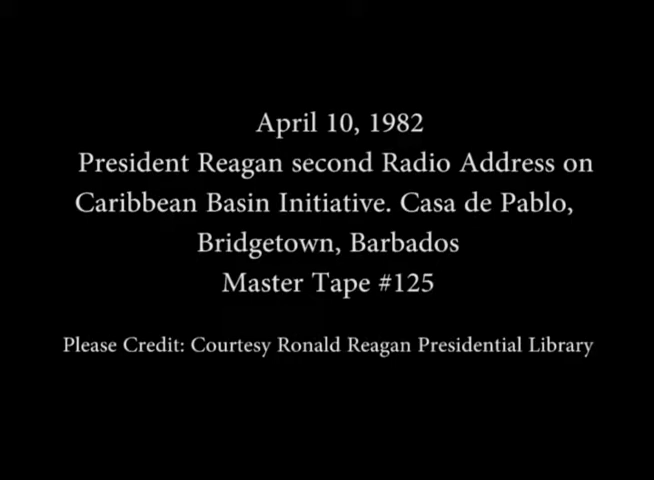 April 10, 1982
President Reagan second Radio Address on
Caribbean Basin Initiative. Casa de Pablo,
Bridgetown, Barbados
Master Tape #125
Please Credit: Courtesy Ronald Reagan Presidential Library